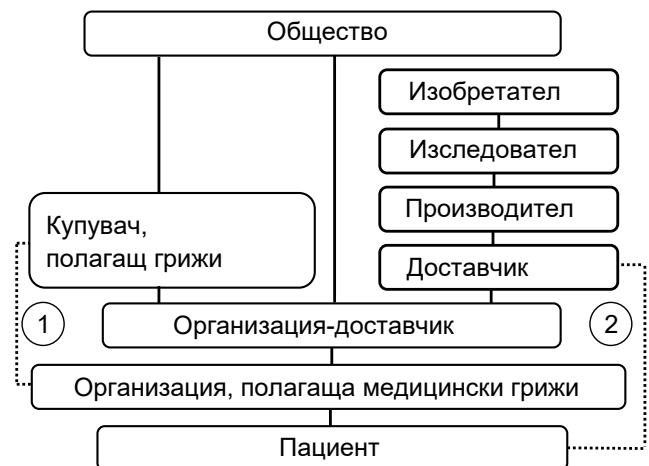 Общество
Изобретател
Изследовател
Производител
Купувач,
полагащ грижи
Доставчик
1
2
Организация-доставчик
Организация, полагаща медицински грижи
Пациент